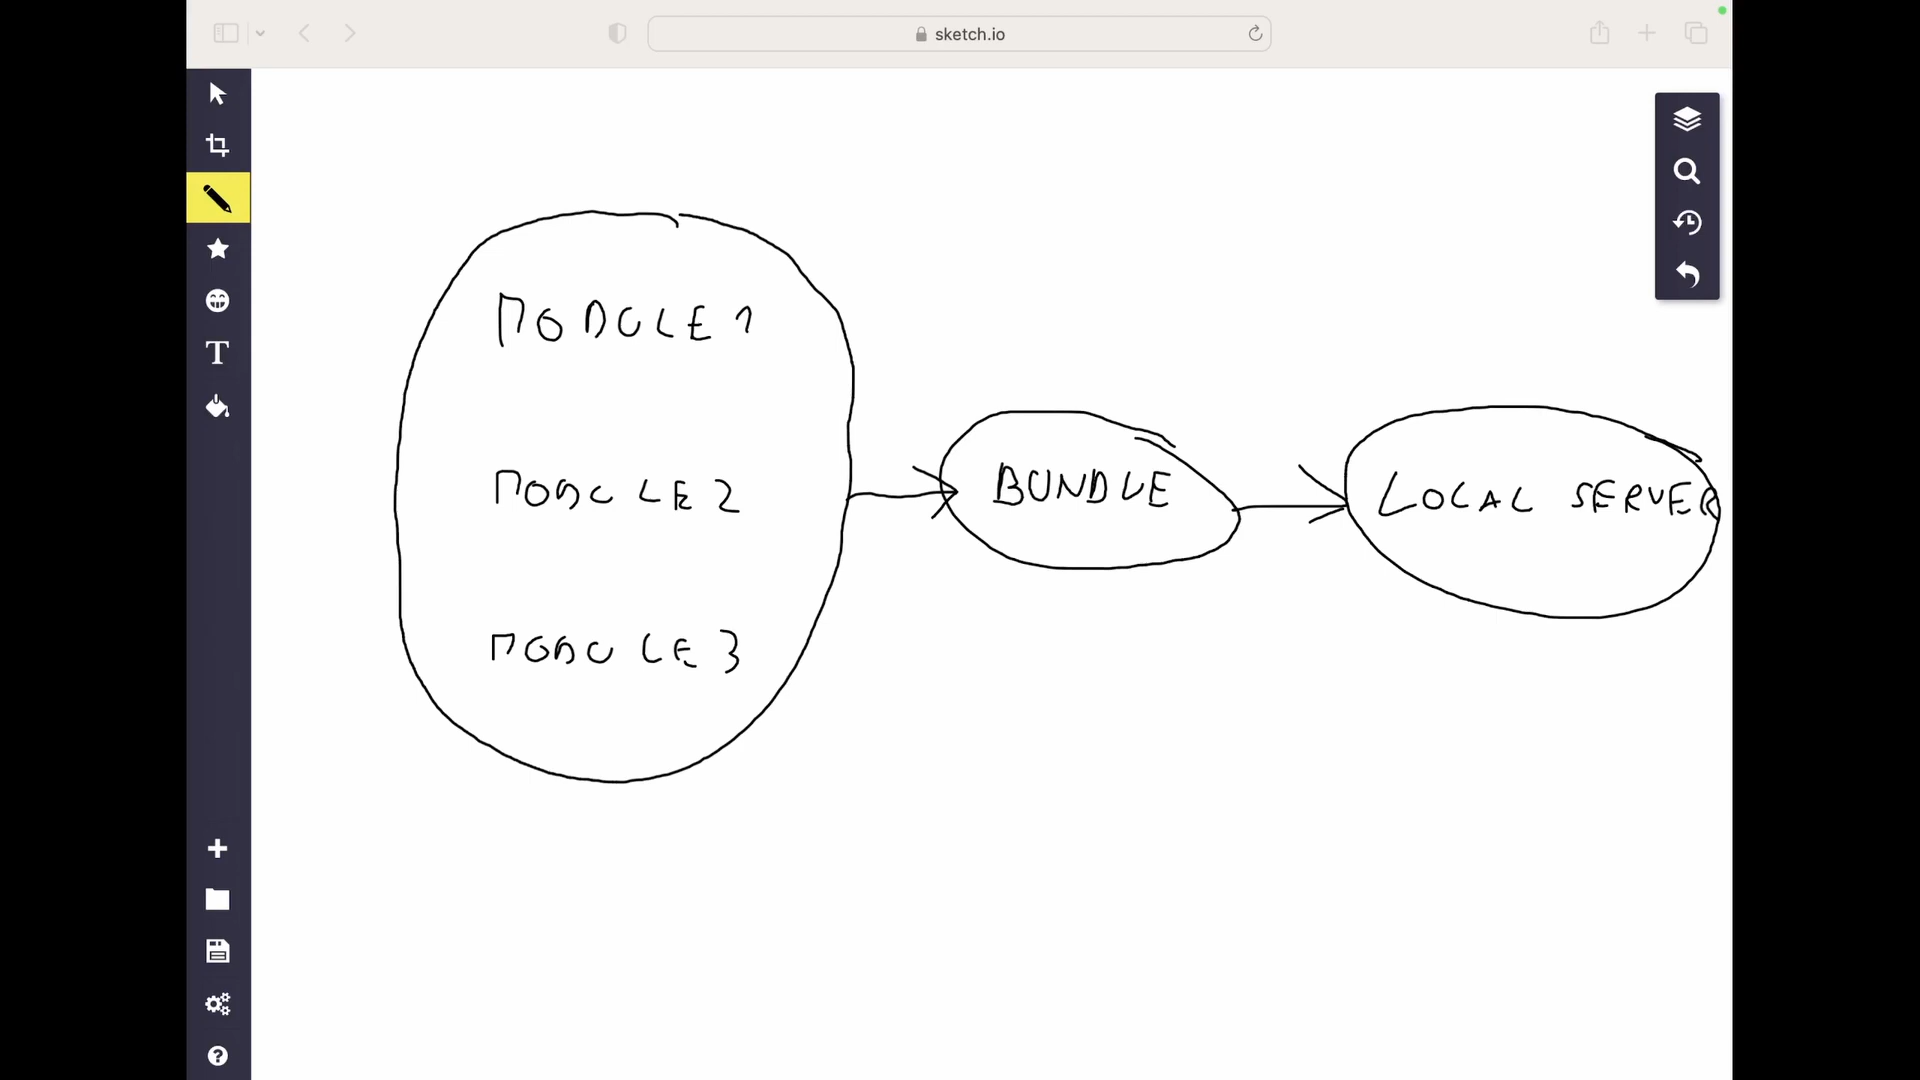 sketch.io
MODULE 1
MODULE 2
MODULE 3
BUNDLE
LOCAL SERVER